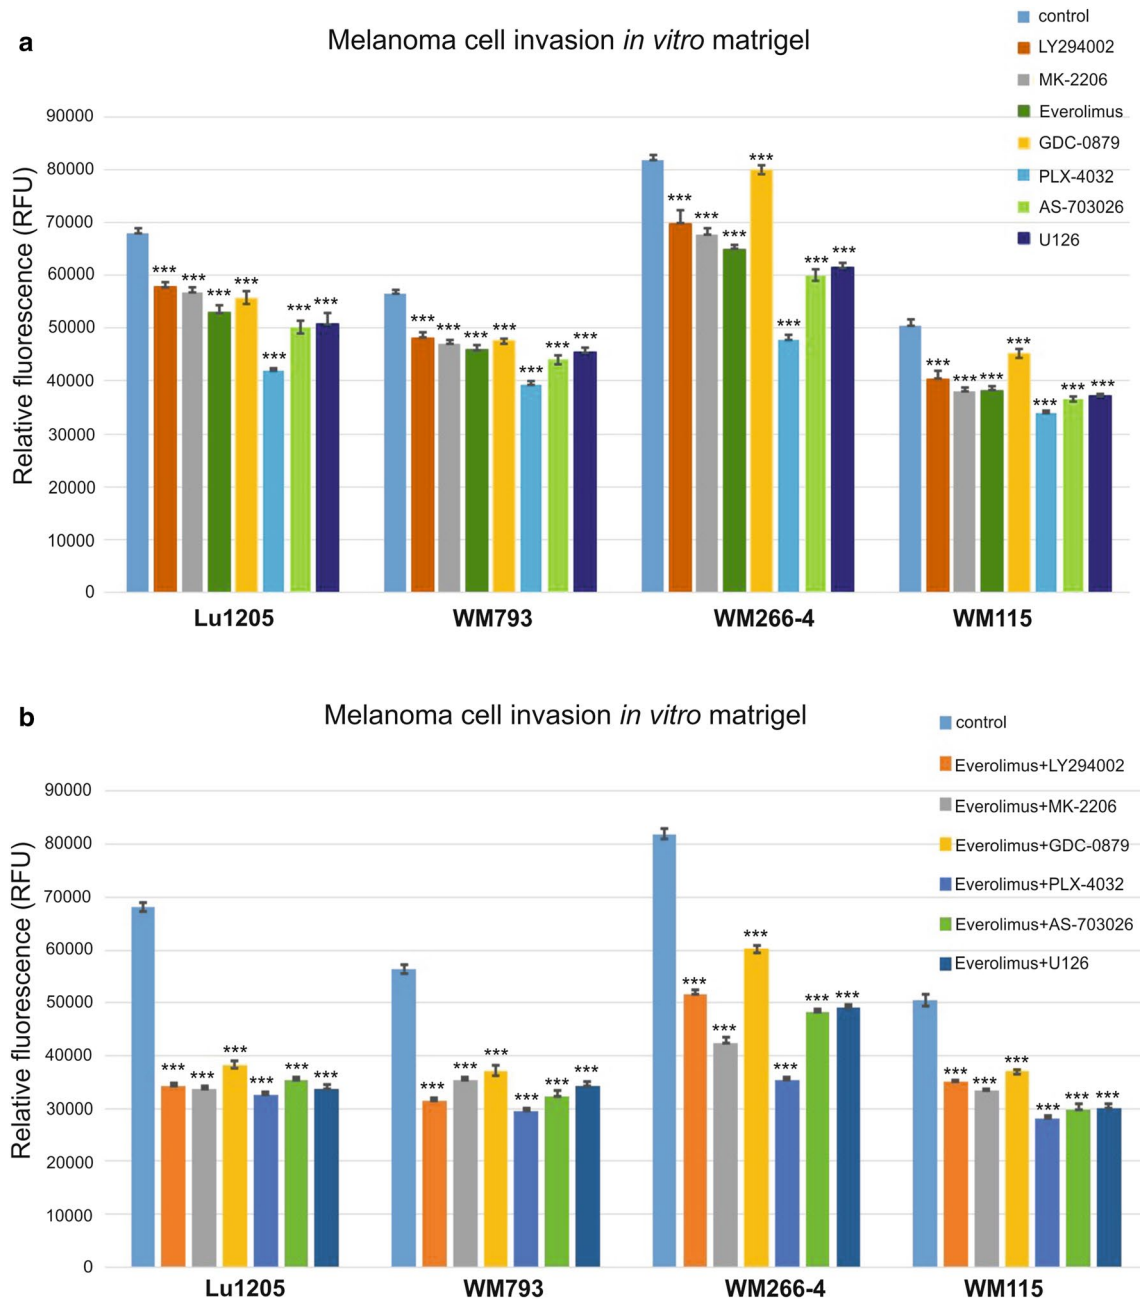 a
Melanoma cell invasion in vitro matrigel
control
LY294002
MK-2206
Everolimus
GDC-0879
PLX-4032
AS-703026
U126
Relative fluorescence (RFU)
90000
80000
70000
60000
50000
40000
30000
20000
10000
0
*** *** *** *** *** *** ***
*** *** *** *** *** *** ***
*** *** *** *** *** *** ***
*** *** *** *** *** *** ***
Lu1205 WM793 WM266-4 WM115
b
Melanoma cell invasion in vitro matrigel
control
Everolimus+LY294002
Everolimus+MK-2206
Everolimus+GDC-0879
Everolimus+PLX-4032
Everolimus+AS-703026
Everolimus+U126
Relative fluorescence (RFU)
90000
80000
70000
60000
50000
40000
30000
20000
10000
0
*** *** *** *** *** ***
*** *** *** *** *** ***
*** *** *** *** *** ***
*** *** *** *** *** ***
Lu1205 WM793 WM266-4 WM115